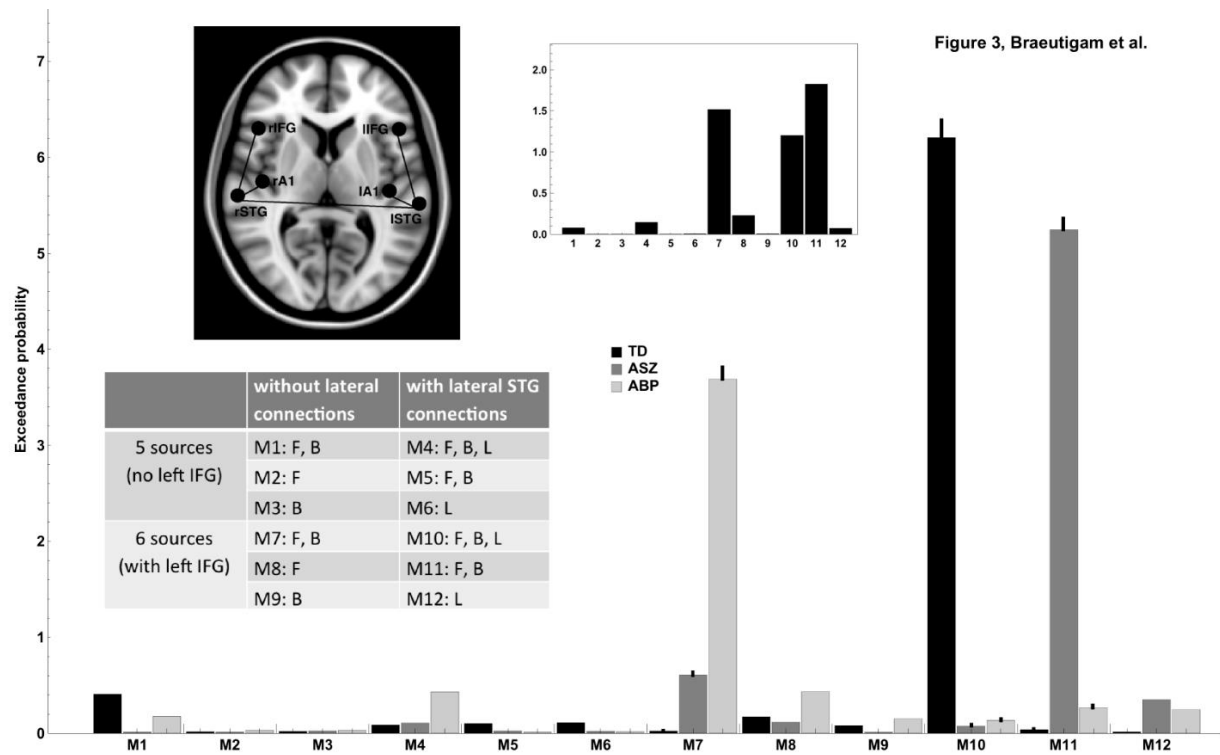 Figure 3, Braeutigam et al.
Exceedance probability
7
6
5
4
3
2
1
0
rIFG
lIFG
rA1
lA1
rSTG
lSTG
2.0
1.5
1.0
0.5
0.0
1 2 3 4 5 6 7 8 9 10 11 12
TD
ASZ
ABP
without lateral connections
with lateral STG connections
5 sources (no left IFG)
M1: F, B
M4: F, B, L
M2: F
M5: F, B
M3: B
M6: L
6 sources (with left IFG)
M7: F, B
M10: F, B, L
M8: F
M11: F, B
M9: B
M12: L
M1 M2 M3 M4 M5 M6 M7 M8 M9 M10 M11 M12